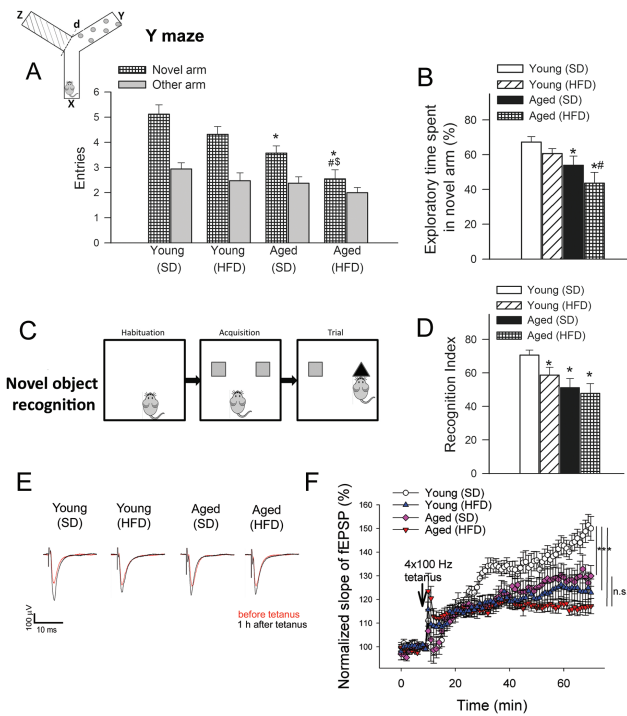 Z
d
Y
X
Y maze
A
Novel arm
Other arm
Entries
6
5
4
3
2
1
0
*
*
#$
Young
(SD)
Young
(HFD)
Aged
(SD)
Aged
(HFD)
B
Young (SD)
Young (HFD)
Aged (SD)
Aged (HFD)
Exploratory time spent
in novel arm (%)
80
60
40
20
0
*
*#
C
Novel object
recognition
Habituation
Acquisition
Trial
D
Young (SD)
Young (HFD)
Aged (SD)
Aged (HFD)
Recognition Index
80
60
40
20
0
*
*
*
E
Young
(SD)
Young
(HFD)
Aged
(SD)
Aged
(HFD)
100 µV
10 ms
before tetanus
1 h after tetanus
F
Young (SD)
Young (HFD)
Aged (SD)
Aged (HFD)
Normalized slope of fEPSP (%)
160
150
140
130
120
110
100
4x100 Hz
tetanus
***
n.s
0
20
40
60
Time (min)